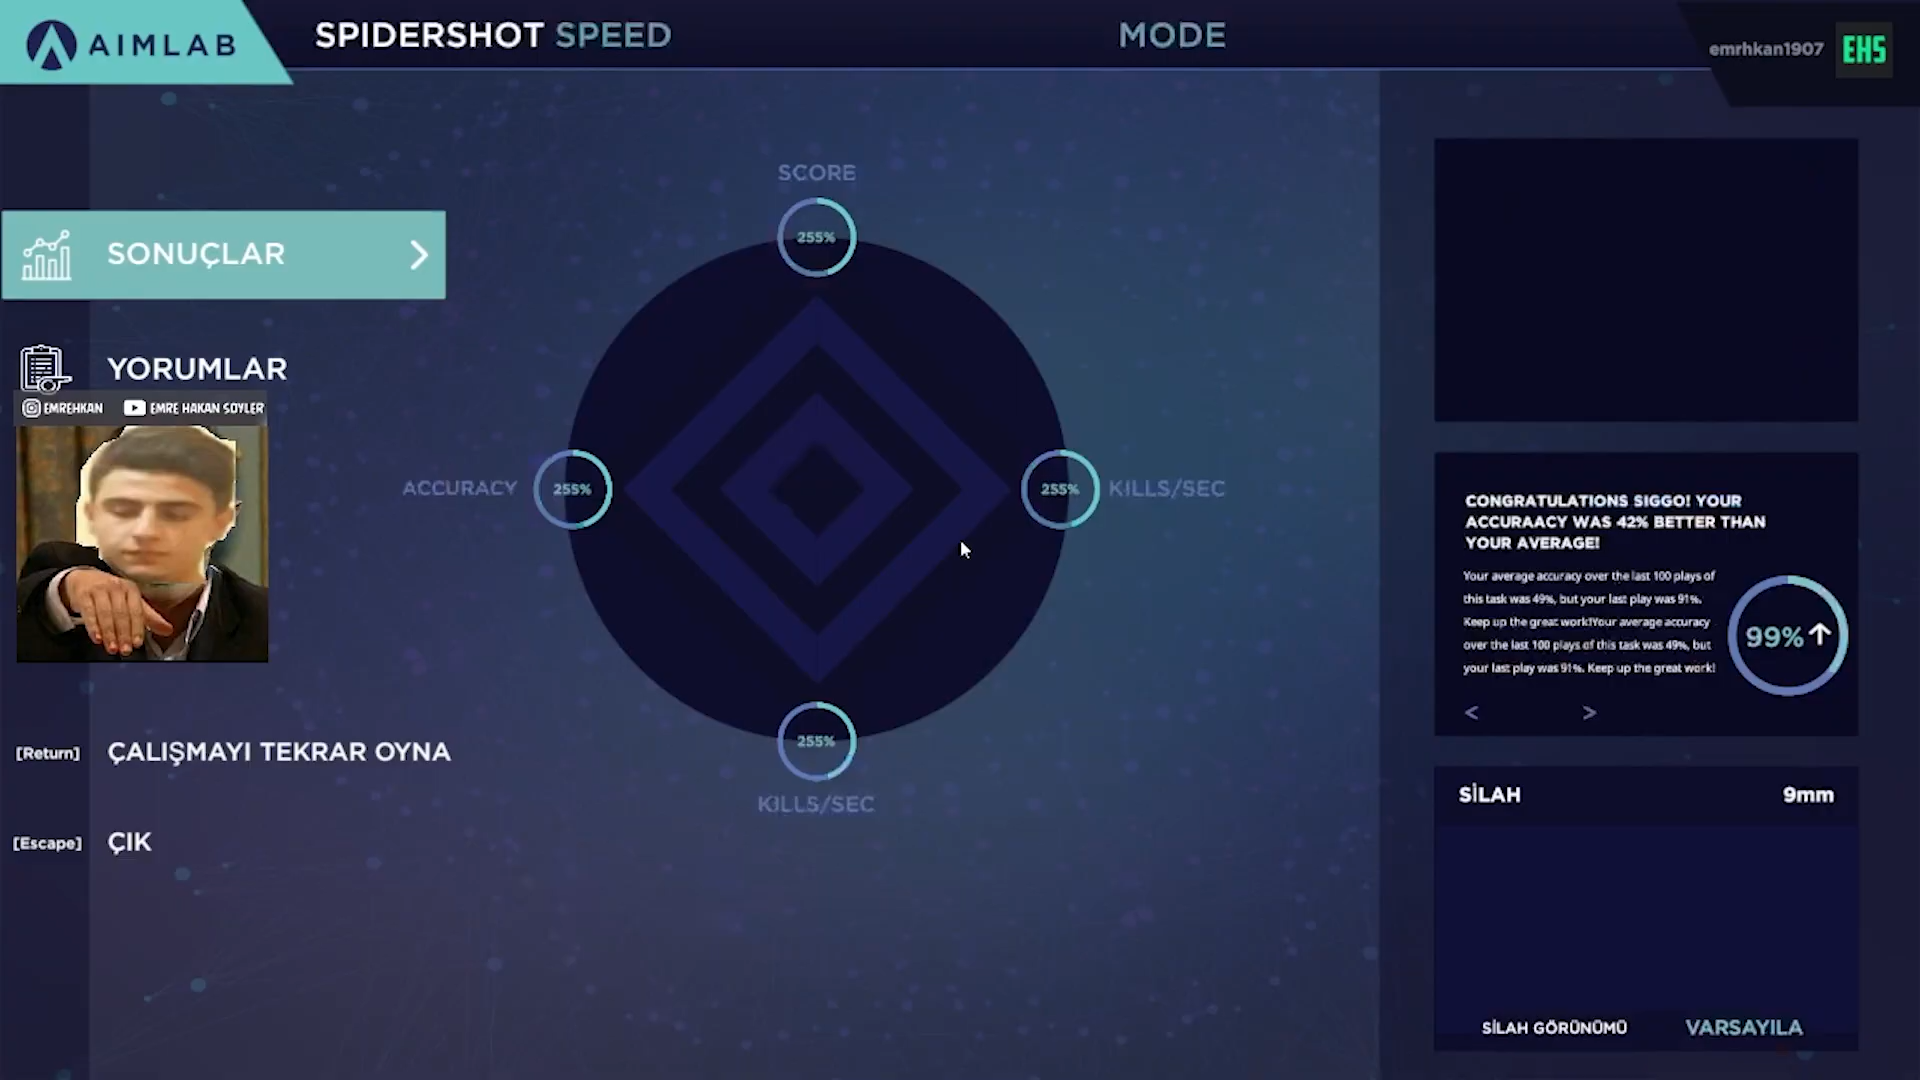 AIMLAB
SPIDERSHOT SPEED
MODE
emrhkan1907
EHS
SONUÇLAR
YORUMLAR
EMREHKAN
EMRE HAKAN SOYLER
[Return] ÇALIŞMAYI TEKRAR OYNA
[Escape] ÇIK
SCORE
255%
ACCURACY
255%
255%
KILLS/SEC
255%
KILLS/SEC
CONGRATULATIONS SIGGO! YOUR
ACCURAACY WAS 42% BETTER THAN
YOUR AVERAGE!
Your average accuracy over the last 100 plays of
this task was 49%, but your last play was 91%.
Keep up the great work!Your average accuracy
over the last 100 plays of this task was 49%, but
your last play was 91%. Keep up the great work!
99%
< >
SİLAH
9mm
SİLAH GÖRÜNÜMÜ
VARSAYILA